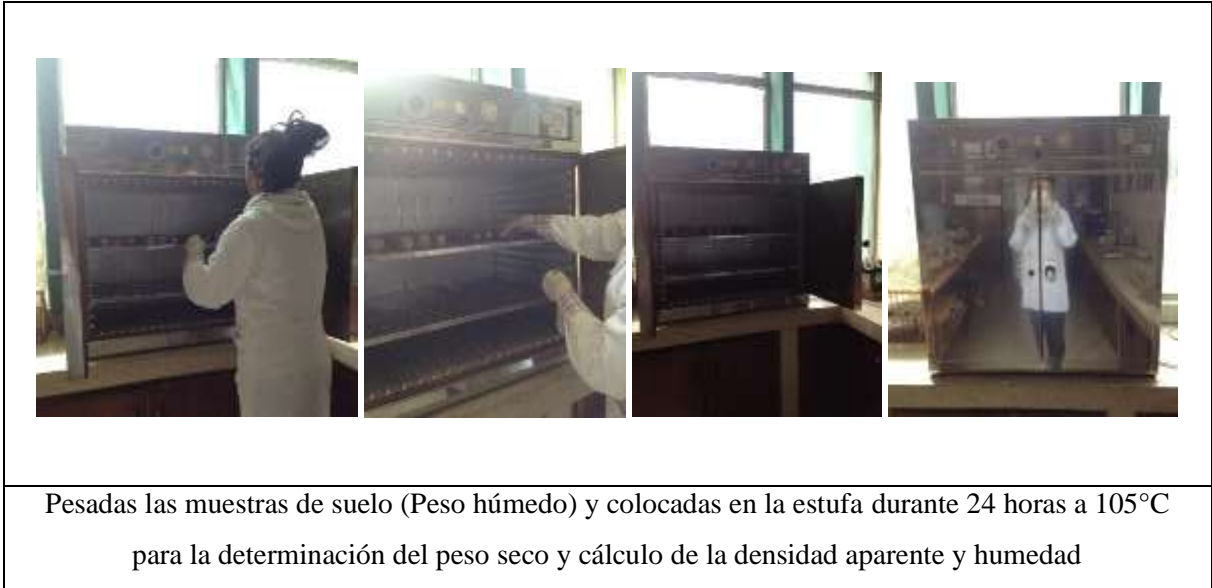 Pesadas las muestras de suelo (Peso húmedo) y colocadas en la estufa durante 24 horas a 105°C
para la determinación del peso seco y cálculo de la densidad aparente y humedad